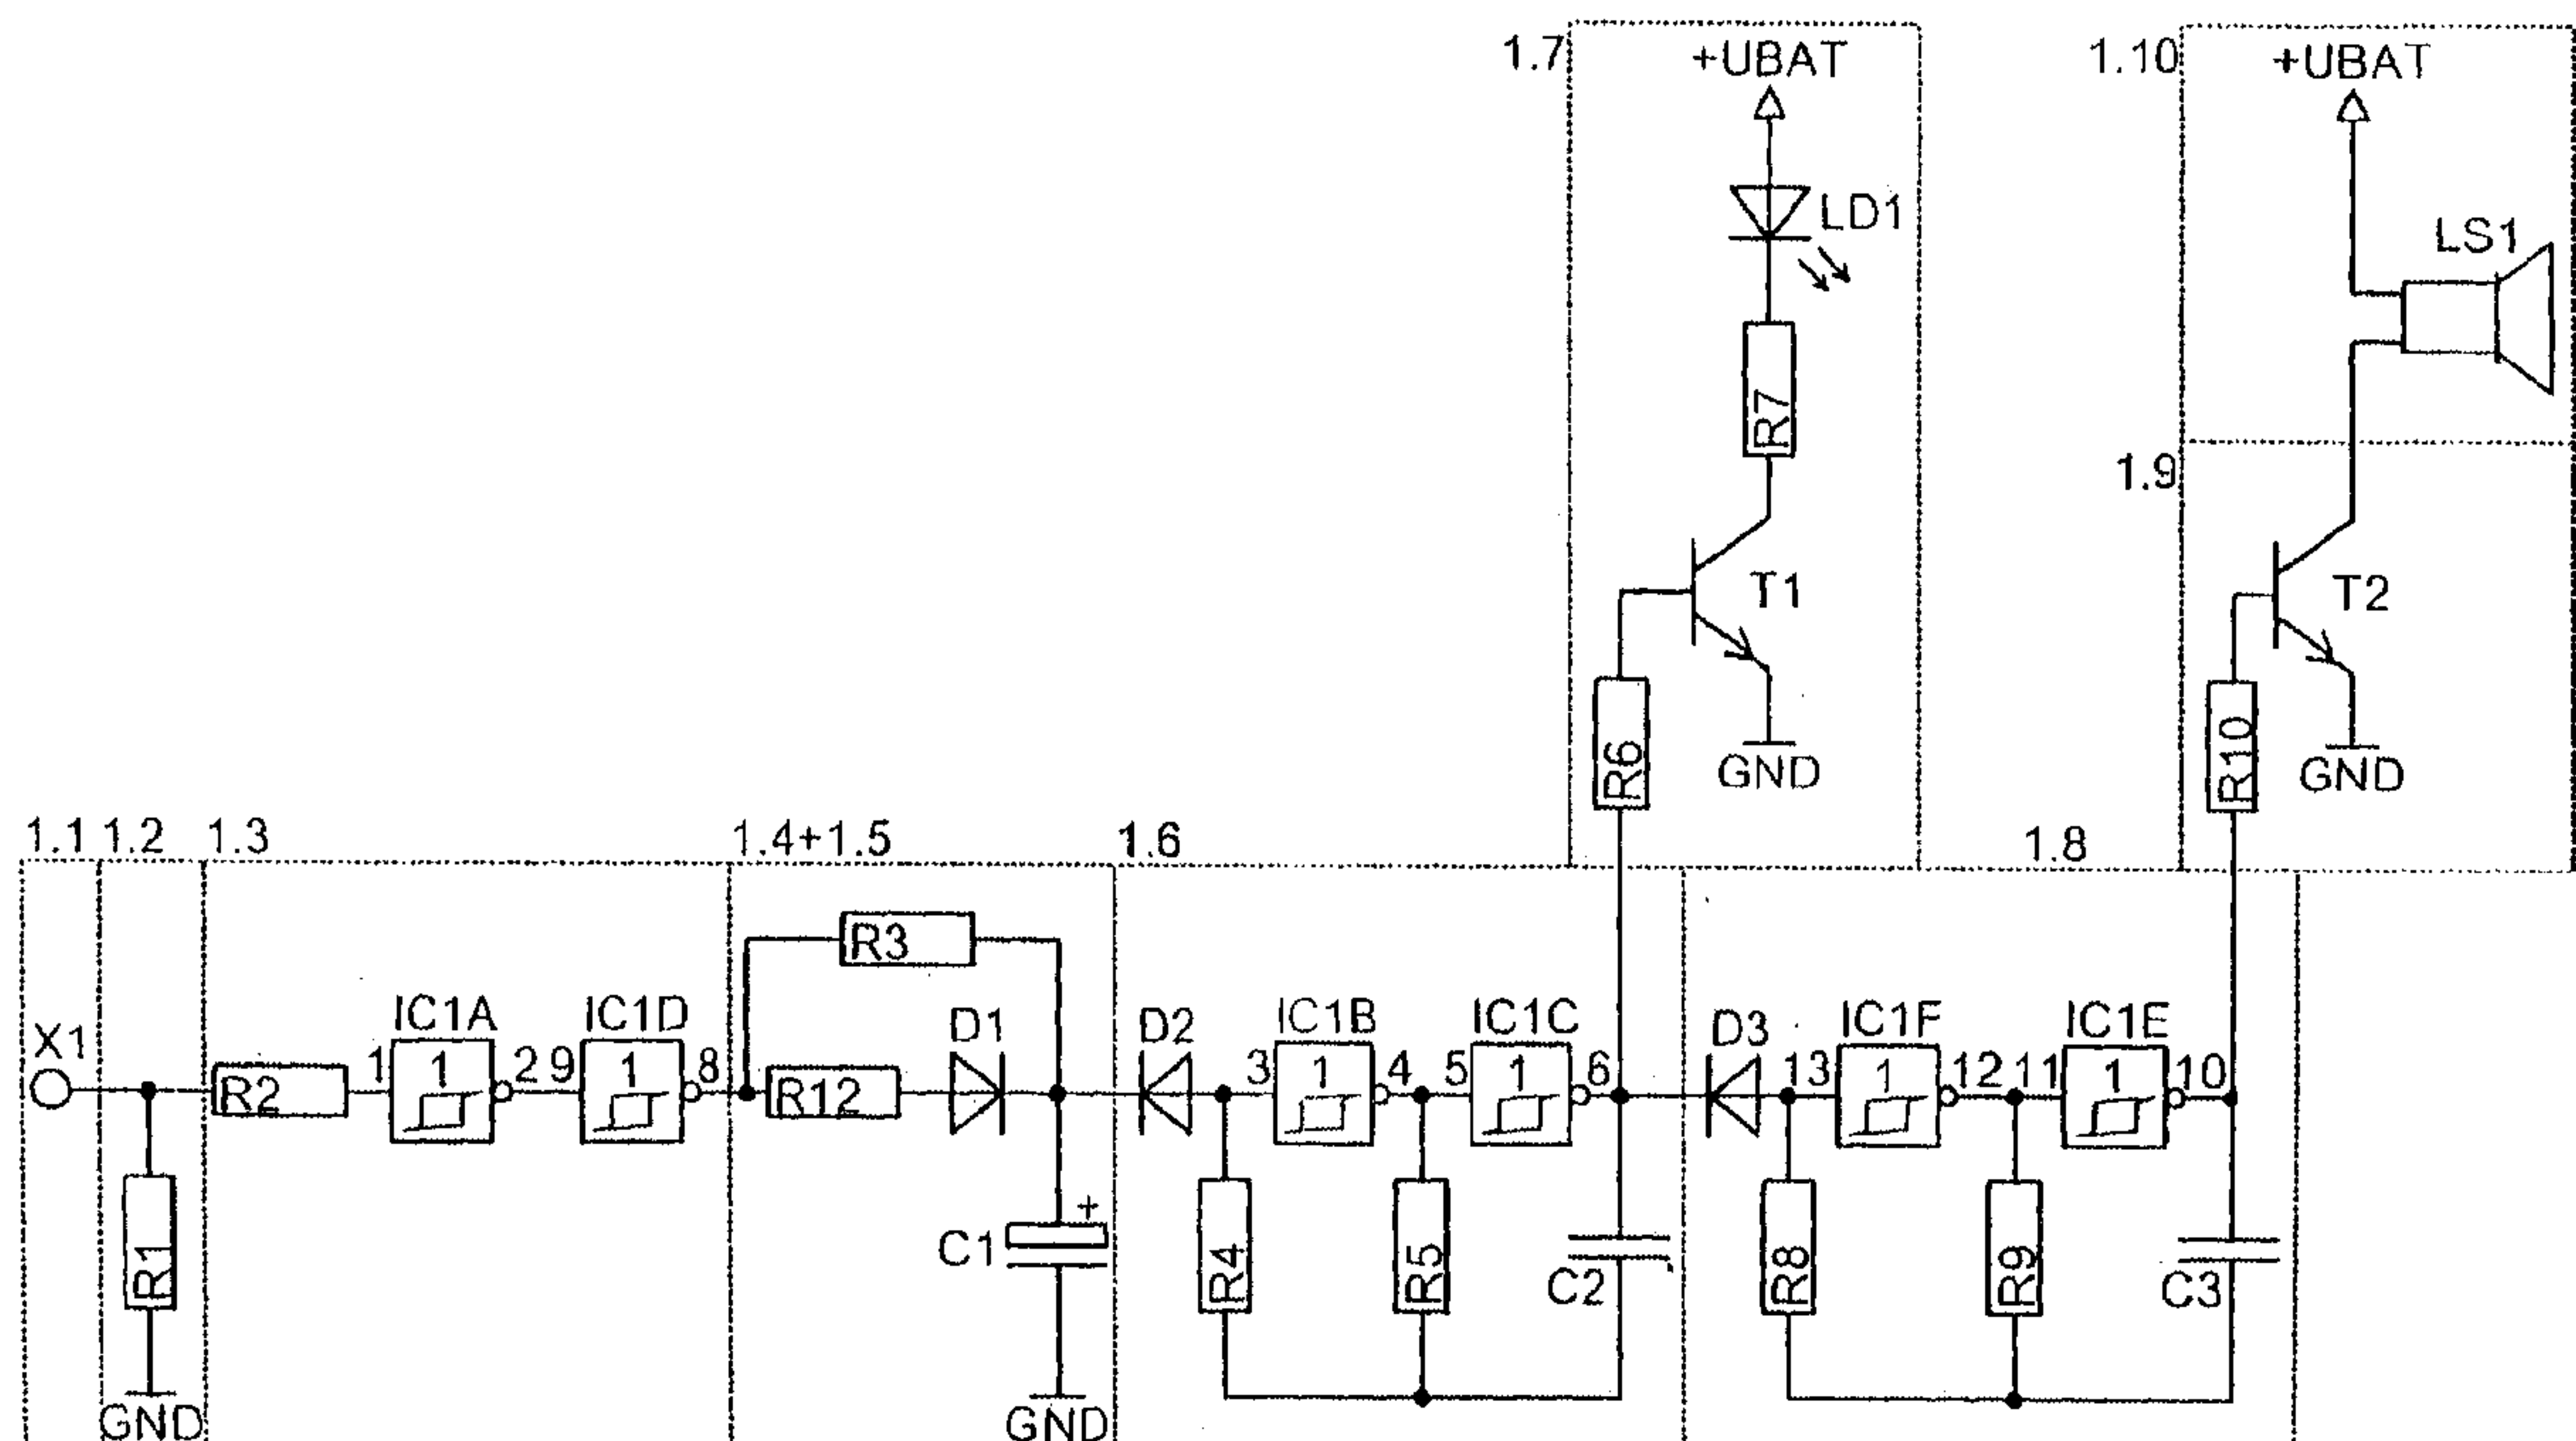 1.7
+UBAT
1.10
+UBAT
LD1
LS1
R7
1.9
T1
T2
R6
R10
GND
GND
1.1
1.2
1.3
1.4+1.5
1.6
1.8
R3
X1
IC1A
IC1D
D1
D2
IC1B
IC1C
D3
IC1F
IC1E
R2
1
1
2
9
1
8
R12
3
1
4
5
1
6
13
1
12
11
1
10
R1
+
C1
R4
R5
C2
R8
R9
C3
GND
GND